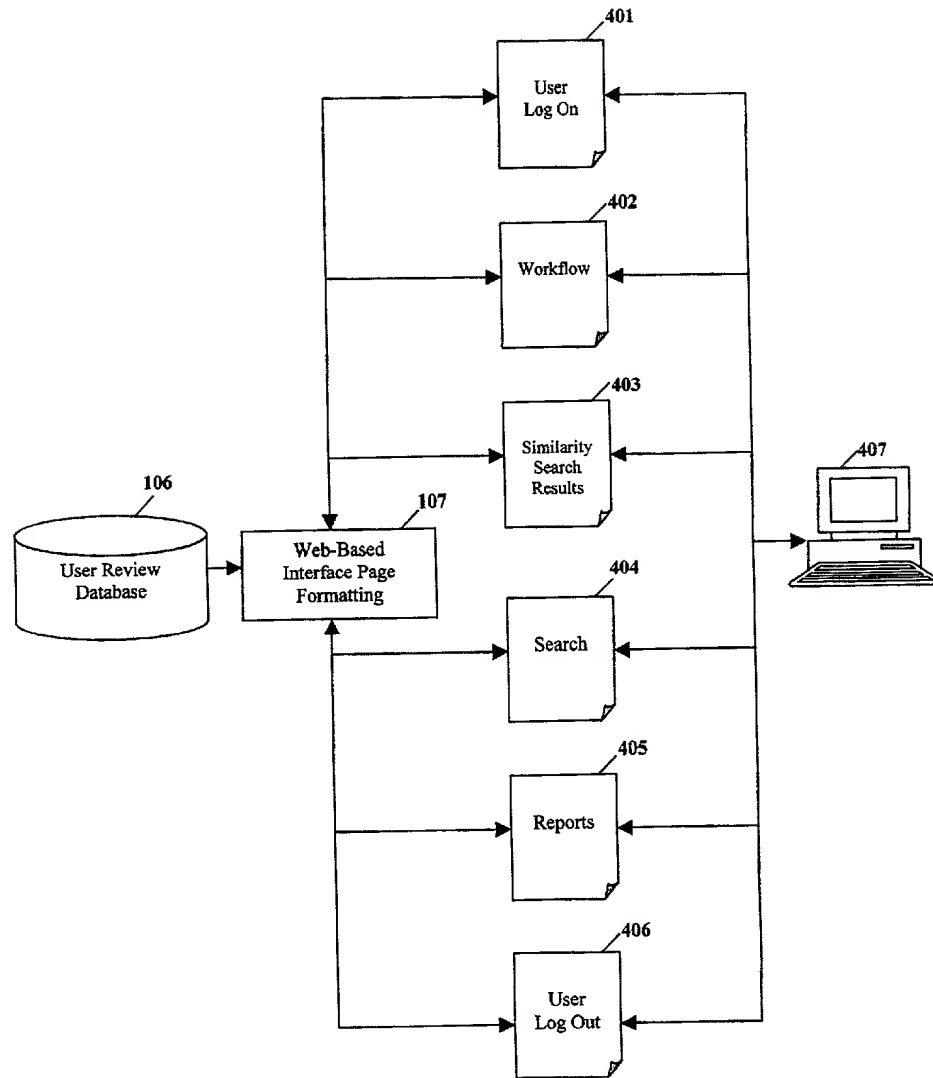 401
User
Log On
402
Workflow
403
Similarity
Search
Results
407
106
User Review
Database
107
Web-Based
Interface Page
Formatting
404
Search
405
Reports
406
User
Log Out